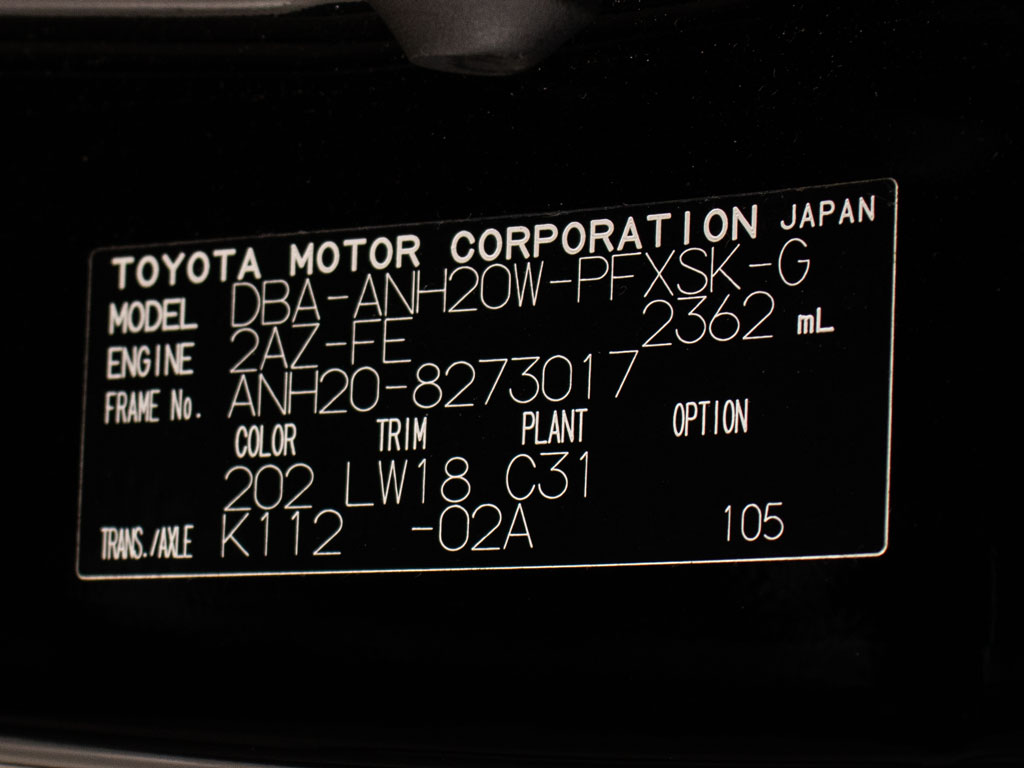 TOYOTA MOTOR CORPORATION JAPAN
MODEL DBA-ANH20W-PFXSK-G
ENGINE 2AZ-FE 2362 mL
FRAME No. ANH20-8273017
COLOR TRIM PLANT OPTION
202 LW18 C31
TRANS./AXLE K112 -02A 105